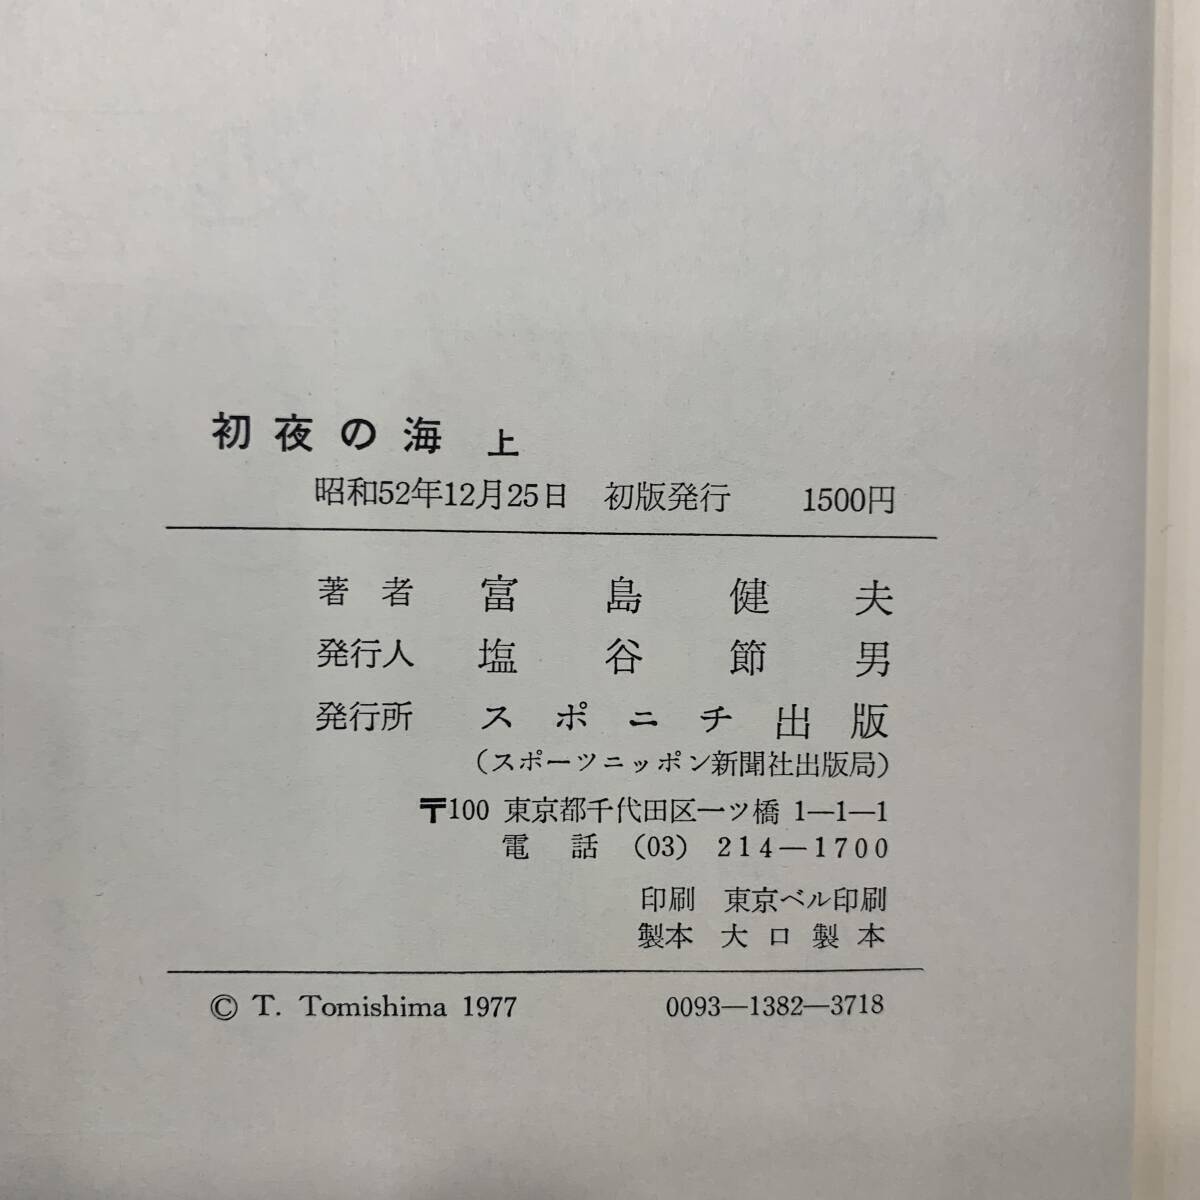 初夜の海 上
昭和52年12月25日 初版発行 1500円
著者 富島健夫
発行人 塩谷節男
発行所 スポニチ出版
(スポーツニッポン新聞社出版局)
〒100 東京都千代田区一ツ橋 1―1―1
電話 (03) 214―1700
印刷 東京ベル印刷
製本 大口製本
© T. Tomishima 1977 0093―1382―3718